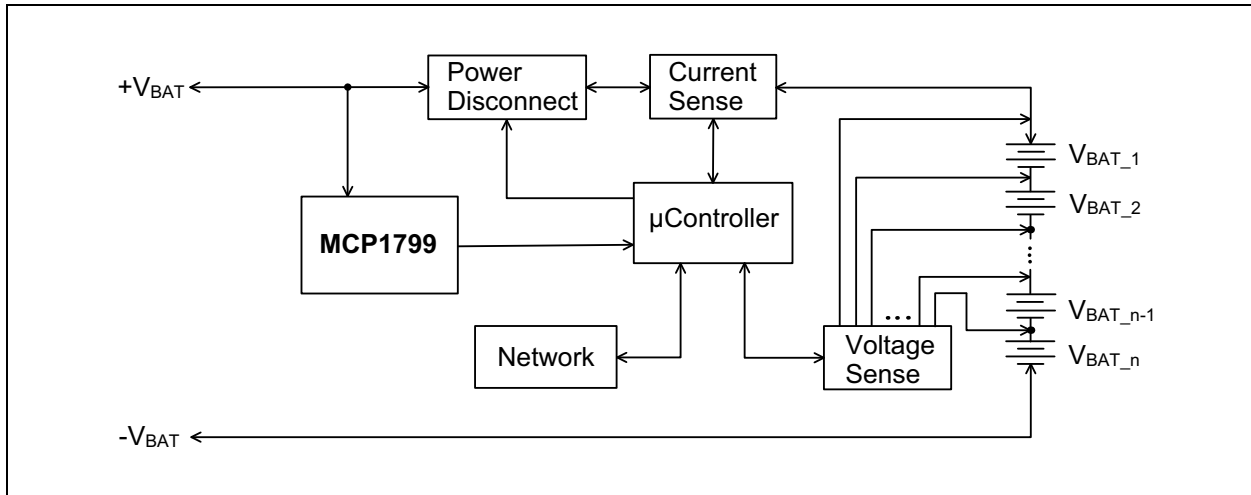 +VBAT
Power
Disconnect
Current
Sense
VBAT_1
VBAT_2
MCP1799
µController
VBAT_n-1
Network
Voltage
Sense
VBAT_n
-VBAT